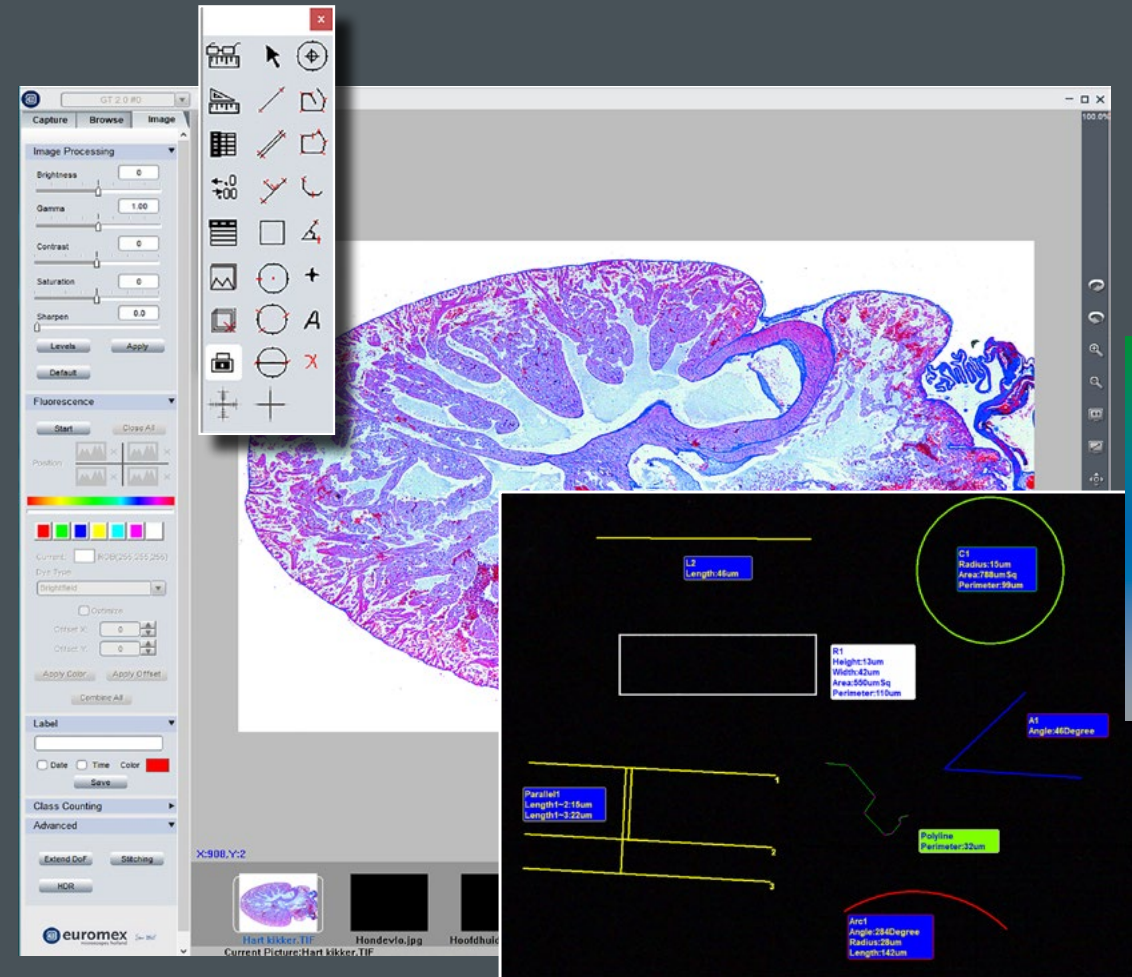 GT 2.0 #0
Capture Browse Image
100.0%
Image Processing
Brightness 0
Gamma 1.00
Contrast 0
Saturation 0
Sharpen 0.0
Levels Apply
Default
Fluorescence
Start Close All
Position
Current: RGB(255,255,255)
Dye Type
Brightfield
Optimize
Offset X: 0
Offset Y: 0
Apply Color Apply Offset
Combine All
Label
Date Time Color
Save
Class Counting
Advanced
Extend DoF Stitching
HDR
euromex
microscopes holland
A
X:908,Y:2
Hart kikker.TIF Hondevlo.jpg Hoofdhuid
Current Picture:Hart kikker.TIF
L2
Length:46um
C1
Radius:15um
Area:788umSq
Perimeter:99um
R1
Height:13um
Width:42um
Area:550umSq
Perimeter:110um
A1
Angle:46Degree
Parallel1
Length1~2:15um
Length1~3:22um
1
2
3
Polyline
Perimeter:32um
Arc1
Angle:284Degree
Radius:28um
Length:142um